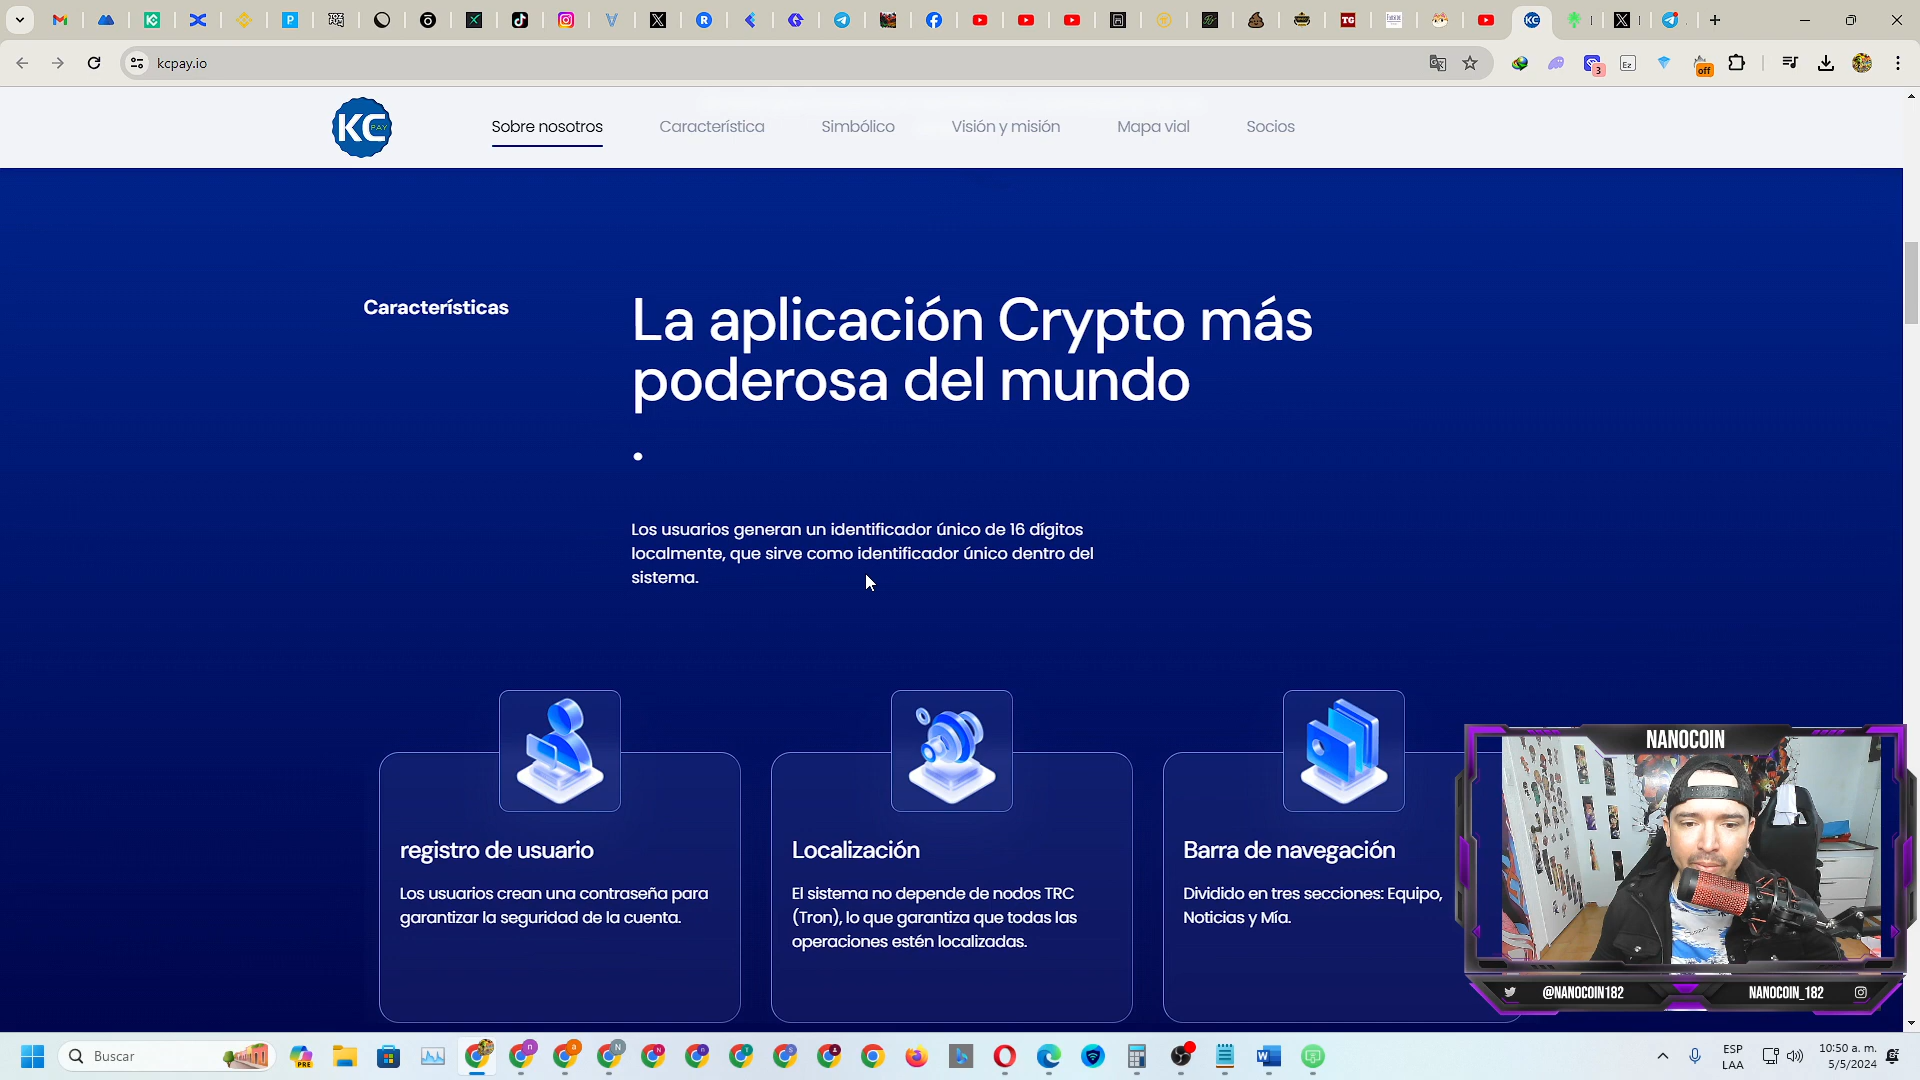 kcpay.io
3
Ez
off
KC
PAY
Sobre nosotros
Característica
Simbólico
Visión y misión
Mapa vial
Socios
Características
La aplicación Crypto más
poderosa del mundo
Los usuarios generan un identificador único de 16 dígitos
localmente, que sirve como identificador único dentro del
sistema.
registro de usuario
Los usuarios crean una contraseña para
garantizar la seguridad de la cuenta.
Localización
El sistema no depende de nodos TRC
(Tron), lo que garantiza que todas las
operaciones estén localizadas.
Barra de navegación
Dividido en tres secciones: Equipo,
Noticias y Mía.
NANOCOIN
@NANOCOIN182
NANOCOIN_182
Buscar
PRE
ESP
LAA
10:50 a. m.
5/5/2024